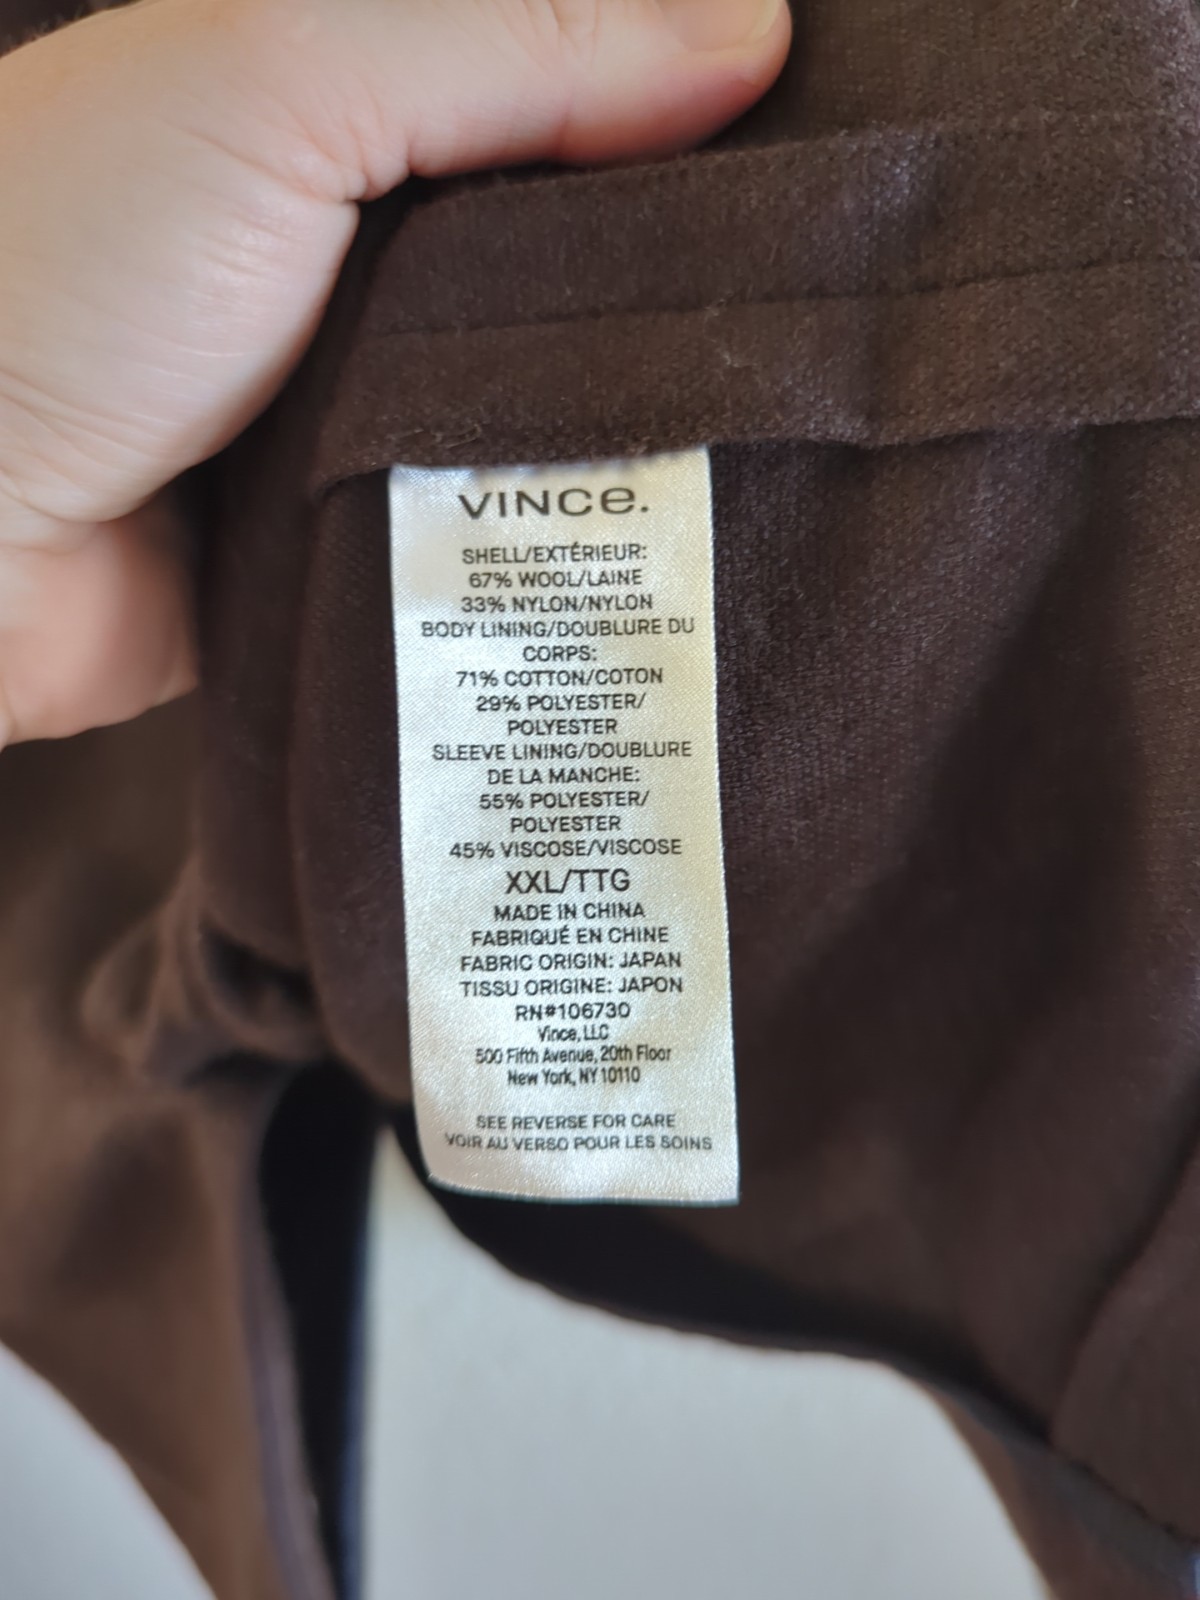 VINCe.
SHELL/EXTÉRIEUR:
67% WOOL/LAINE
33% NYLON/NYLON
BODY LINING/DOUBLURE DU
CORPS:
71% COTTON/COTON
29% POLYESTER/
POLYESTER
SLEEVE LINING/DOUBLURE
DE LA MANCHE:
55% POLYESTER/
POLYESTER
45% VISCOSE/VISCOSE
XXL/TTG
MADE IN CHINA
FABRIQUÉ EN CHINE
FABRIC ORIGIN: JAPAN
TISSU ORIGINE: JAPON
RN#106730
Vince, LLC
500 Fifth Avenue, 20th Floor
New York, NY 10110
SEE REVERSE FOR CARE
VOIR AU VERSO POUR LES SOINS